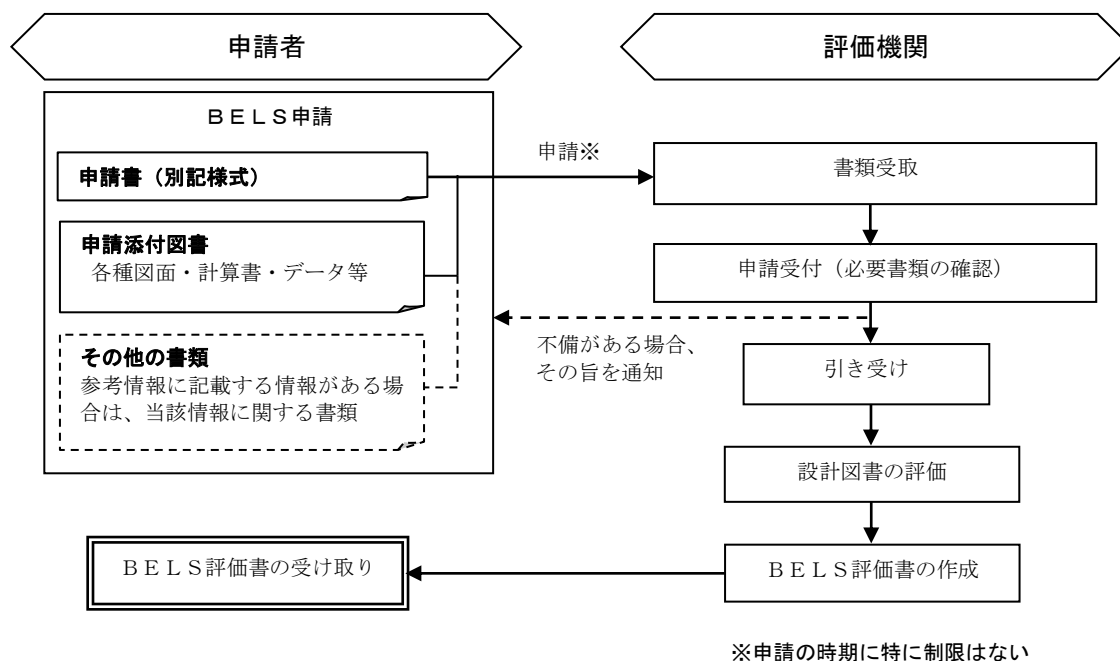 申請者
評価機関
ＢＥＬＳ申請
申請書（別記様式）
申請添付図書
各種図面・計算書・データ等
その他の書類
参考情報に記載する情報がある場
合は、当該情報に関する書類
申請※
書類受取
申請受付（必要書類の確認）
不備がある場合、
その旨を通知
引き受け
設計図書の評価
ＢＥＬＳ評価書の作成
ＢＥＬＳ評価書の受け取り
※申請の時期に特に制限はない